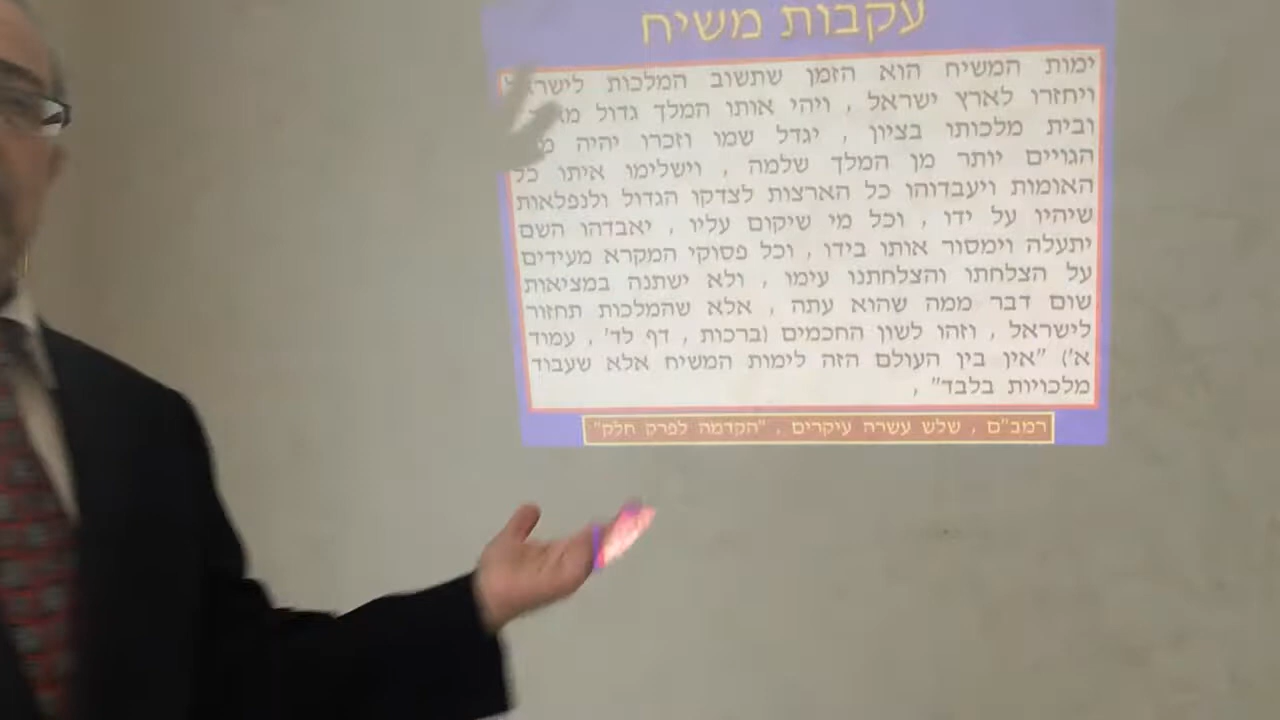 עקבות משיח
ימות המשיח הוא הזמן שתשוב המלכות
ויחזרו לארץ ישראל , ויהי אותו המלך גדול
ובית מלכותו בציון , יגדל שמו וזכרו יהיה
הגויים יותר מן המלך שלמה , וישלימו איתו כל
האומות ויעבדוהו כל הארצות לצדקו הגדול ולנפלאות
שיהיו על ידו , וכל מי שיקום עליו , יאבדהו השם
יתעלה וימסור אותו בידו , וכל פסוקי המקרא מעידים
על הצלחתו והצלחתנו עימו , ולא ישתנה במציאות
שום דבר ממה שהוא עתה , אלא שהמלכות תחזור
לישראל , וזהו לשון החכמים (ברכות , דף לד' , עמוד
א') "אין בין העולם הזה לימות המשיח אלא שעבוד
מלכויות בלבד" ,
רמב"ם , שלש עשרה עיקרים , "הקדמה לפרק חלק"